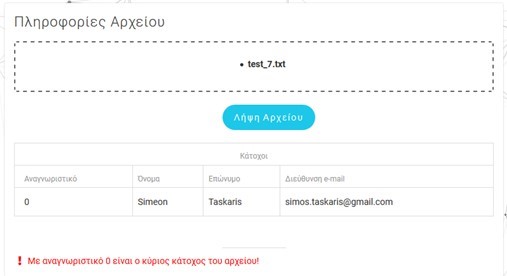 Πληροφορίες Αρχείου
• test_7.txt
Λήψη Αρχείου
Κάτοχοι
Αναγνωριστικό Όνομα Επώνυμο Διεύθυνση e-mail
0 Simeon Taskaris simos.taskaris@gmail.com
! Με αναγνωριστικό 0 είναι ο κύριος κάτοχος του αρχείου!